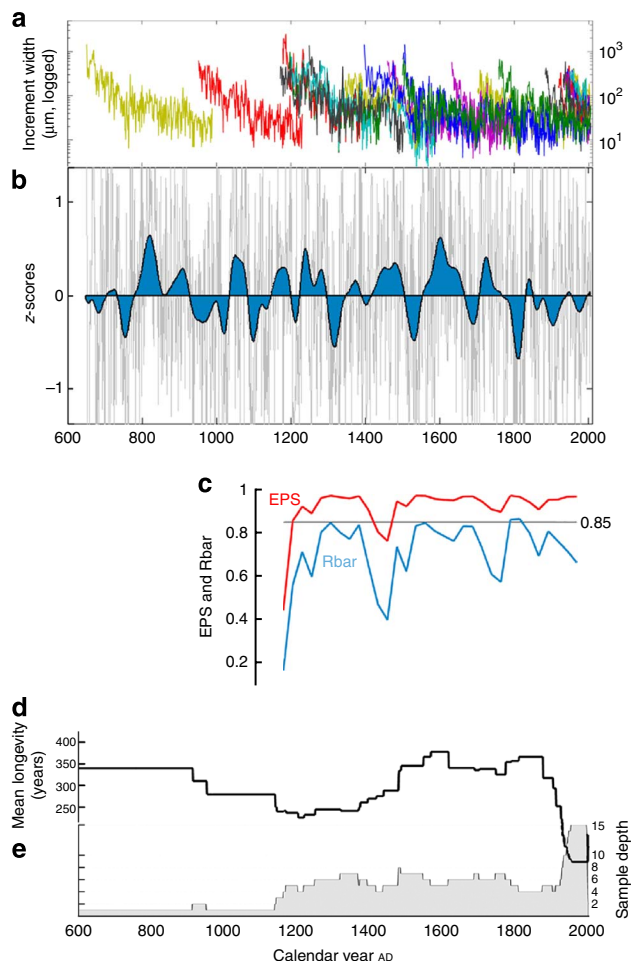 a
Increment width
(μm, logged)
10³
10²
10¹
b
z-scores
1
0
−1
600 800 1000 1200 1400 1600 1800 2000
c
EPS and Rbar
1
0.8
0.6
0.4
0.2
EPS
Rbar
0.85
d
Mean longevity
(years)
400
350
300
250
e
15
10
8
6
4
2
Sample depth
600 800 1000 1200 1400 1600 1800 2000
Calendar year AD